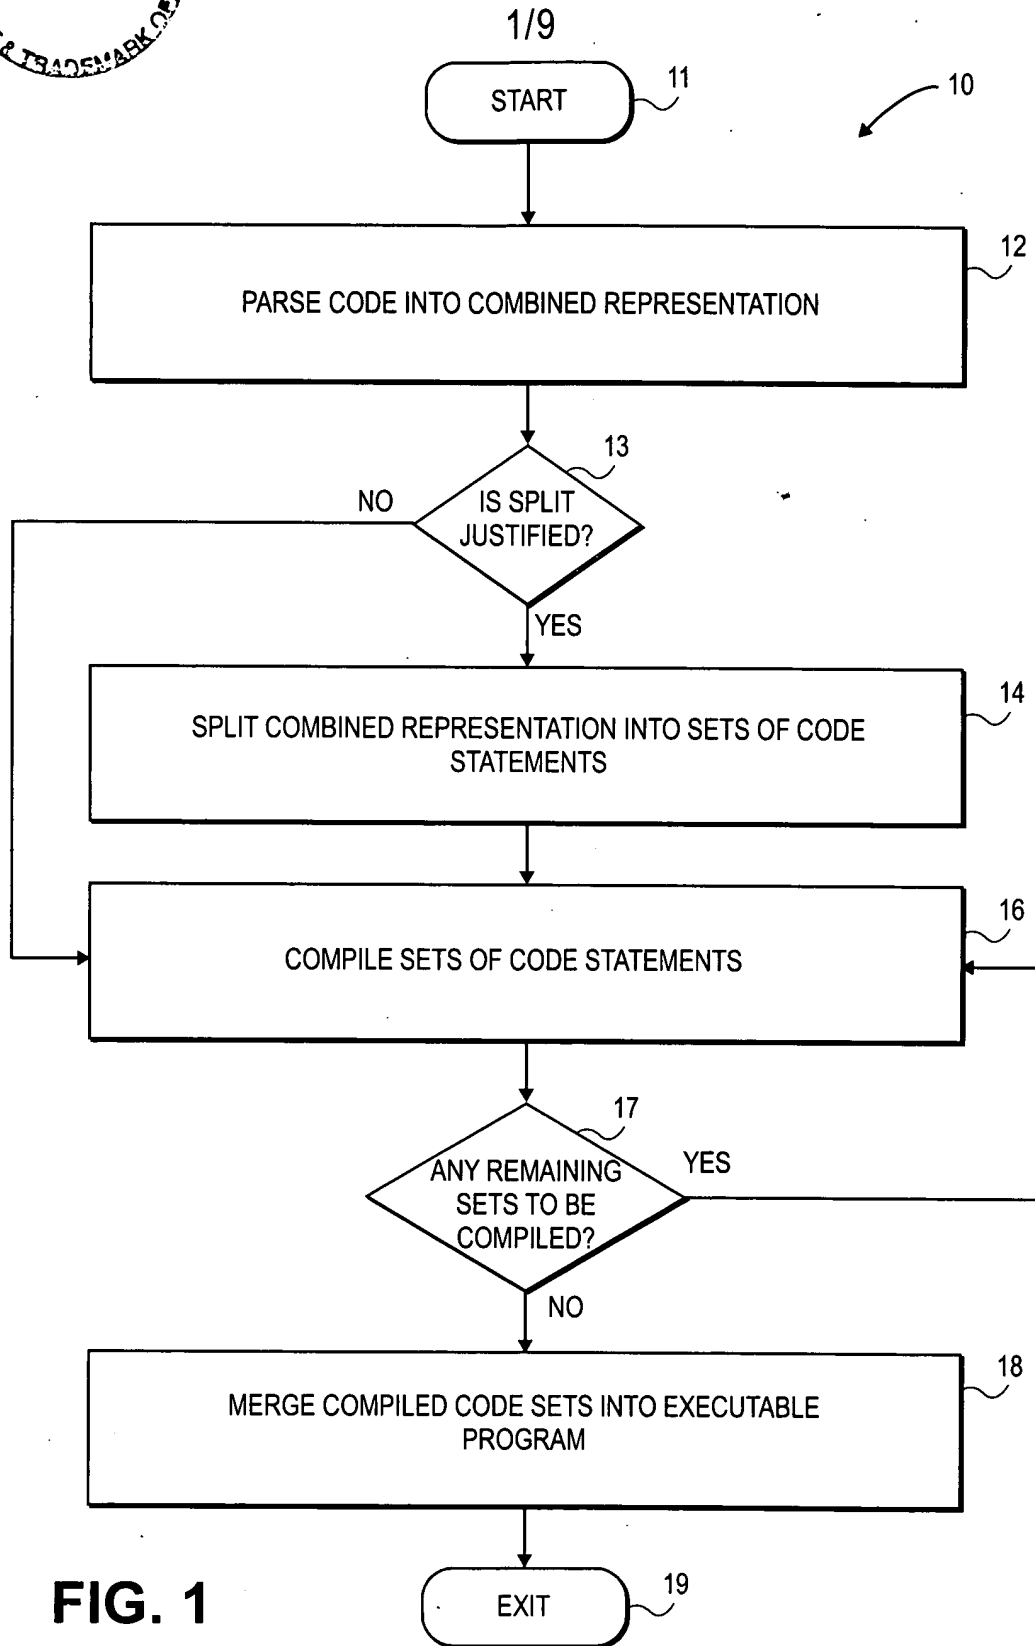 & TRADEMARK
1/9
START
11
10
PARSE CODE INTO COMBINED REPRESENTATION
12
13
NO
IS SPLIT
JUSTIFIED?
YES
14
SPLIT COMBINED REPRESENTATION INTO SETS OF CODE
STATEMENTS
16
COMPILE SETS OF CODE STATEMENTS
17
YES
ANY REMAINING
SETS TO BE
COMPILED?
NO
18
MERGE COMPILED CODE SETS INTO EXECUTABLE
PROGRAM
FIG. 1
EXIT
19